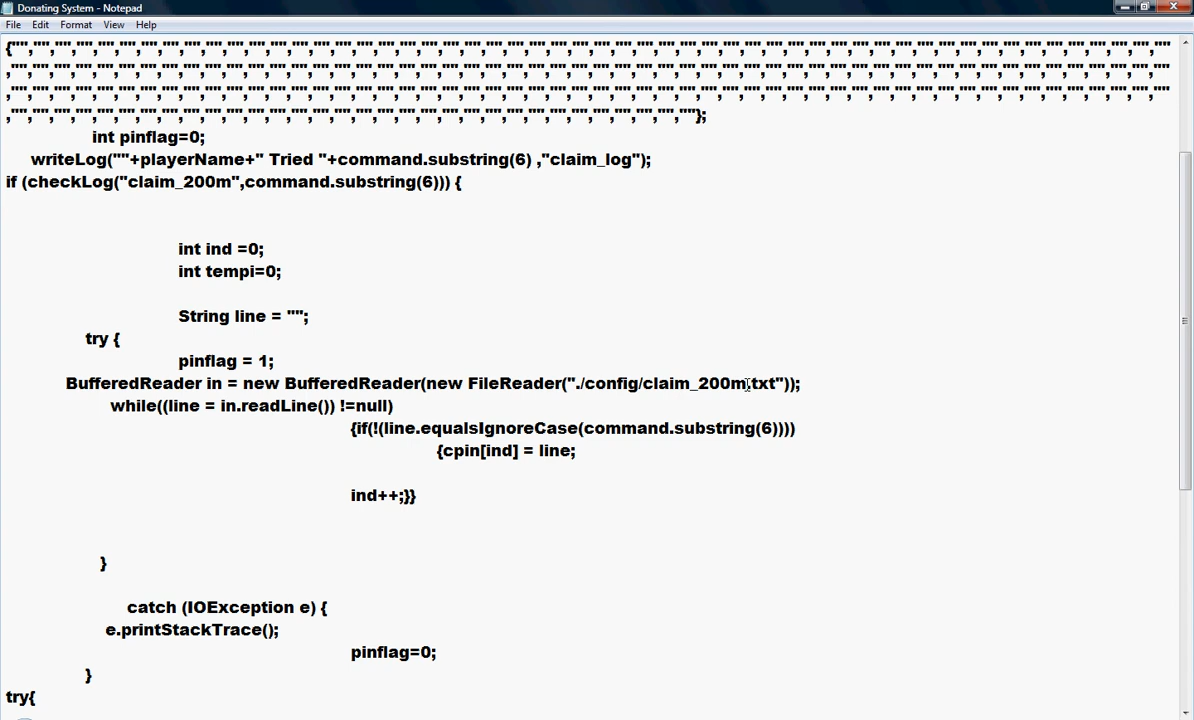 Donating System - Notepad
File Edit Format View Help
{"","","","","","","","","","","","","","","","","","","","","","","","","","","","","","","","","","","","","","","","","","","","","","","","","","","","","",""
,"","","","","","","","","","","","","","","","","","","","","","","","","","","","","","","","","","","","","","","","","","","","","","","","","","","","","",""
,"","","","","","","","","","","","","","","","","","","","","","","","","","","","","","","","","","","","","","","","","","","","","","","","","","","","","",""
,"","","","","","","","","","","","","","","","","","","","","","","","","","","","","","","",""};
int pinflag=0;
writeLog(""+playerName+" Tried "+command.substring(6) ,"claim_log");
if (checkLog("claim_200m",command.substring(6))) {
int ind =0;
int tempi=0;
String line = "";
try {
pinflag = 1;
BufferedReader in = new BufferedReader(new FileReader("./config/claim_200m.txt"));
while((line = in.readLine()) !=null)
{if(!(line.equalsIgnoreCase(command.substring(6))))
{cpin[ind] = line;
ind++;}}
}
catch (IOException e) {
e.printStackTrace();
pinflag=0;
}
try{